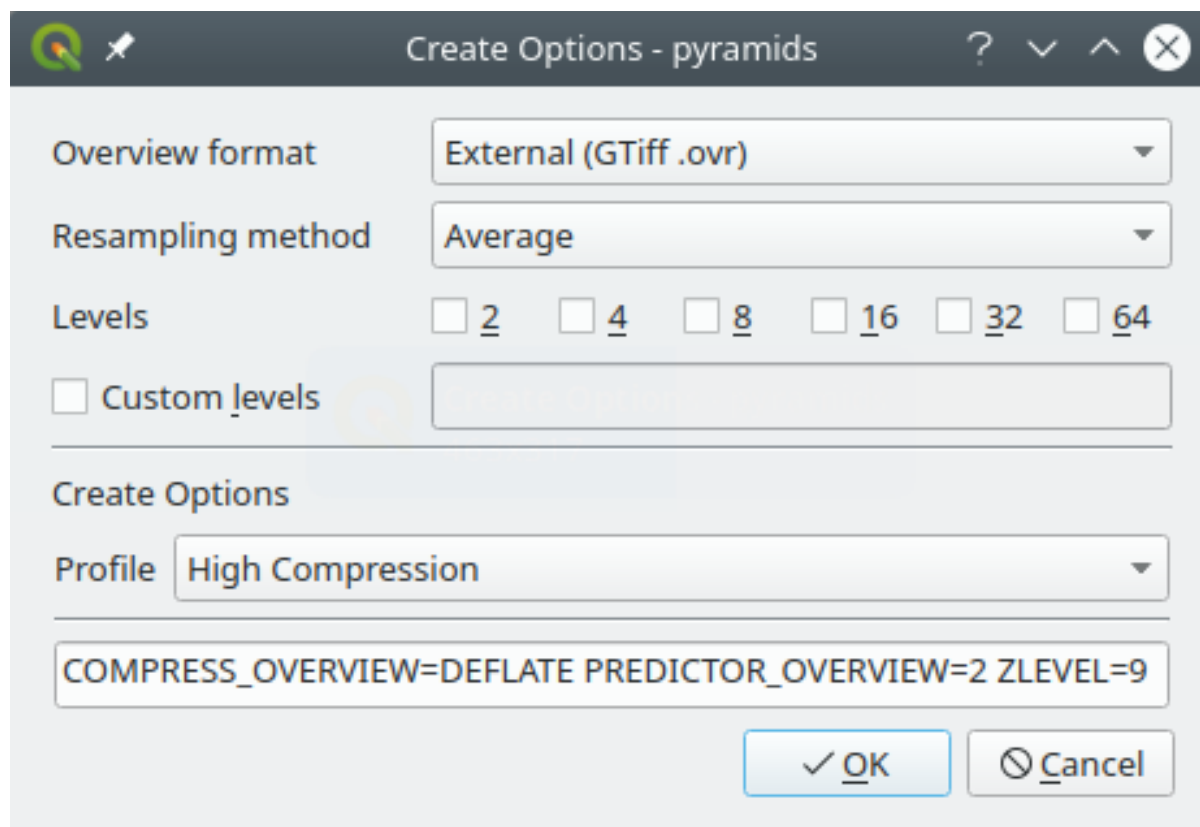 Create Options - pyramids
Overview format External (GTiff .ovr)
Resampling method Average
Levels 2 4 8 16 32 64
Custom levels
Create Options
Profile High Compression
COMPRESS_OVERVIEW=DEFLATE PREDICTOR_OVERVIEW=2 ZLEVEL=9
OK Cancel